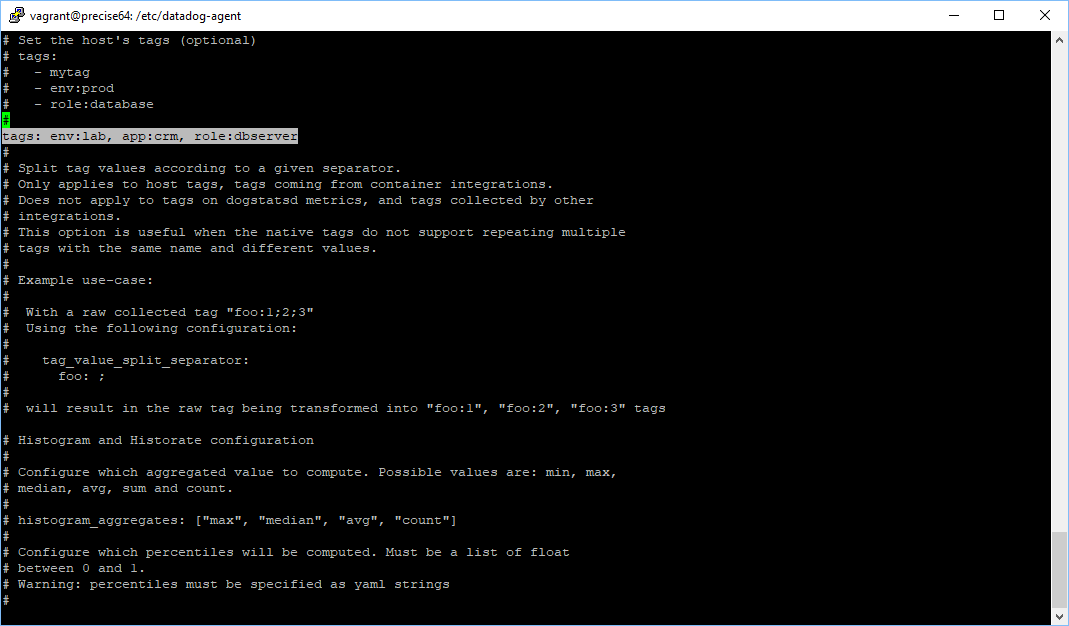 vagrant@precise64: /etc/datadog-agent
# Set the host's tags (optional)
# tags:
#   - mytag
#   - env:prod
#   - role:database
#
tags: env:lab, app:crm, role:dbserver
#
# Split tag values according to a given separator.
# Only applies to host tags, tags coming from container integrations.
# Does not apply to tags on dogstatsd metrics, and tags collected by other
# integrations.
# This option is useful when the native tags do not support repeating multiple
# tags with the same name and different values.
#
# Example use-case:
#
#  With a raw collected tag "foo:1;2;3"
#  Using the following configuration:
#
#    tag_value_split_separator:
#      foo: ;
#
#  will result in the raw tag being transformed into "foo:1", "foo:2", "foo:3" tags

# Histogram and Historate configuration
#
# Configure which aggregated value to compute. Possible values are: min, max,
# median, avg, sum and count.
#
# histogram_aggregates: ["max", "median", "avg", "count"]
#
# Configure which percentiles will be computed. Must be a list of float
# between 0 and 1.
# Warning: percentiles must be specified as yaml strings
#